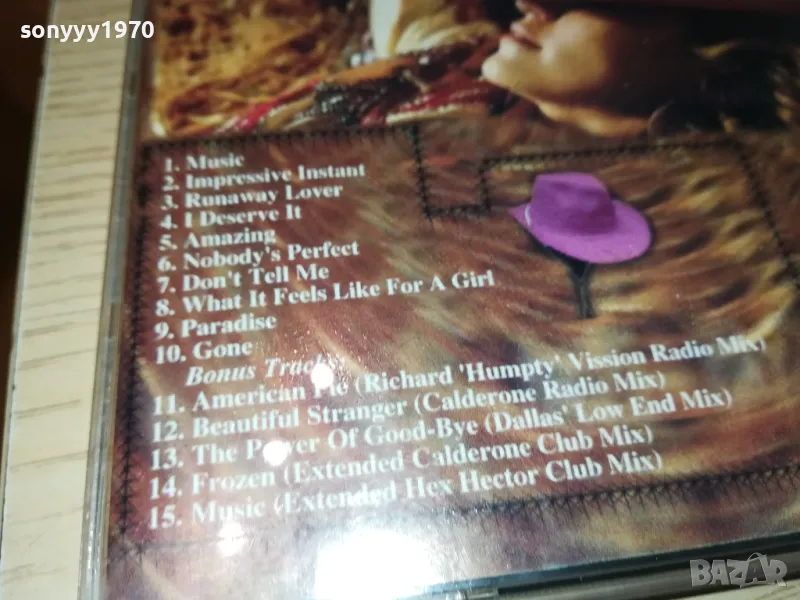 sonyyy1970
1. Music
2. Impressive Instant
3. Runaway Lover
4. I Deserve It
5. Amazing
6. Nobody's Perfect
7. Don't Tell Me
8. What It Feels Like For A Girl
9. Paradise
10. Gone
Bonus Tracks
11. American Pie (Richard 'Humpty' Vission Radio Mix)
12. Beautiful Stranger (Calderone Radio Mix)
13. The Power Of Good-Bye (Dallas' Low End Mix)
14. Frozen (Extended Calderone Club Mix)
15. Music (Extended Hex Hector Club Mix)
BAZAR